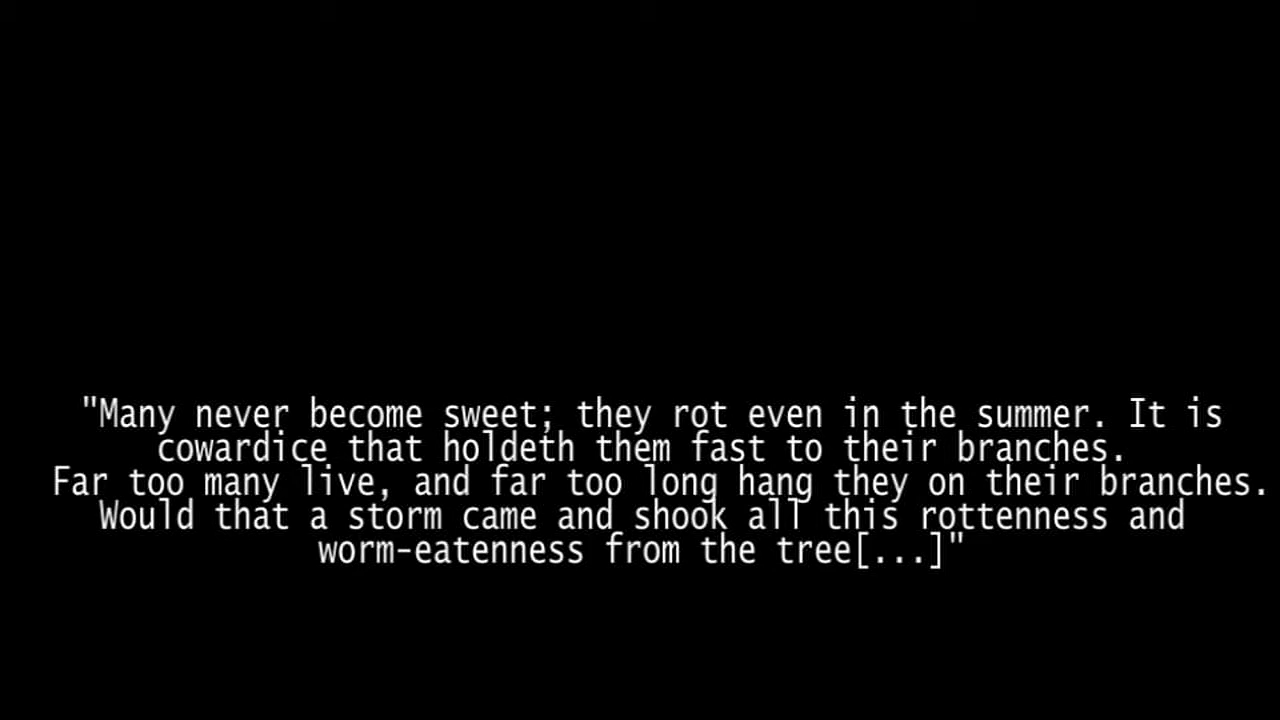 "Many never become sweet; they rot even in the summer. It is
cowardice that holdeth them fast to their branches.
Far too many live, and far too long hang they on their branches.
Would that a storm came and shook all this rottenness and
worm-eatenness from the tree[...]"